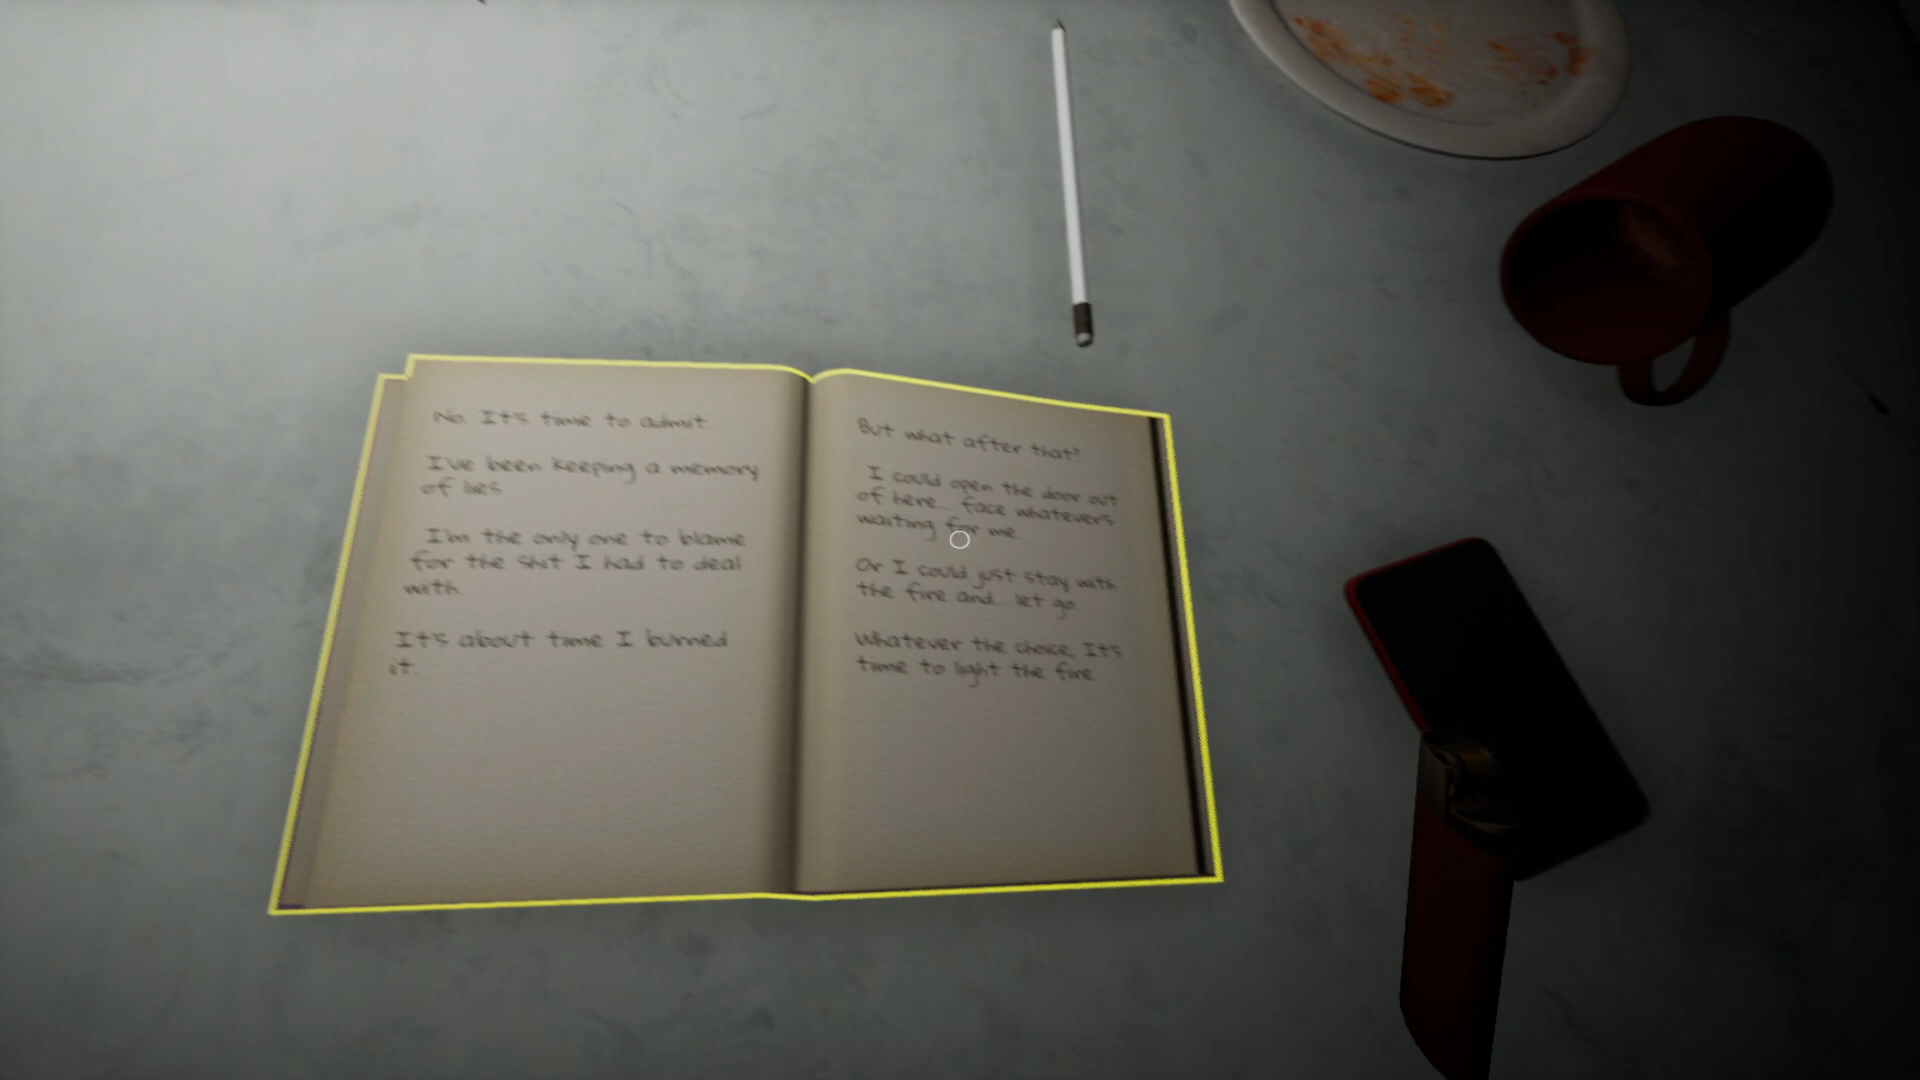 No. It's time to admit.
I've been keeping a memory
of lies.
I'm the only one to blame
for the shit I had to deal
with.
It's about time I burned
it.
But what after that?
I could open the door out
of here... face whatever's
waiting for me.
Or I could just stay with
the fire and... let go.
Whatever the choice, It's
time to light the fire.